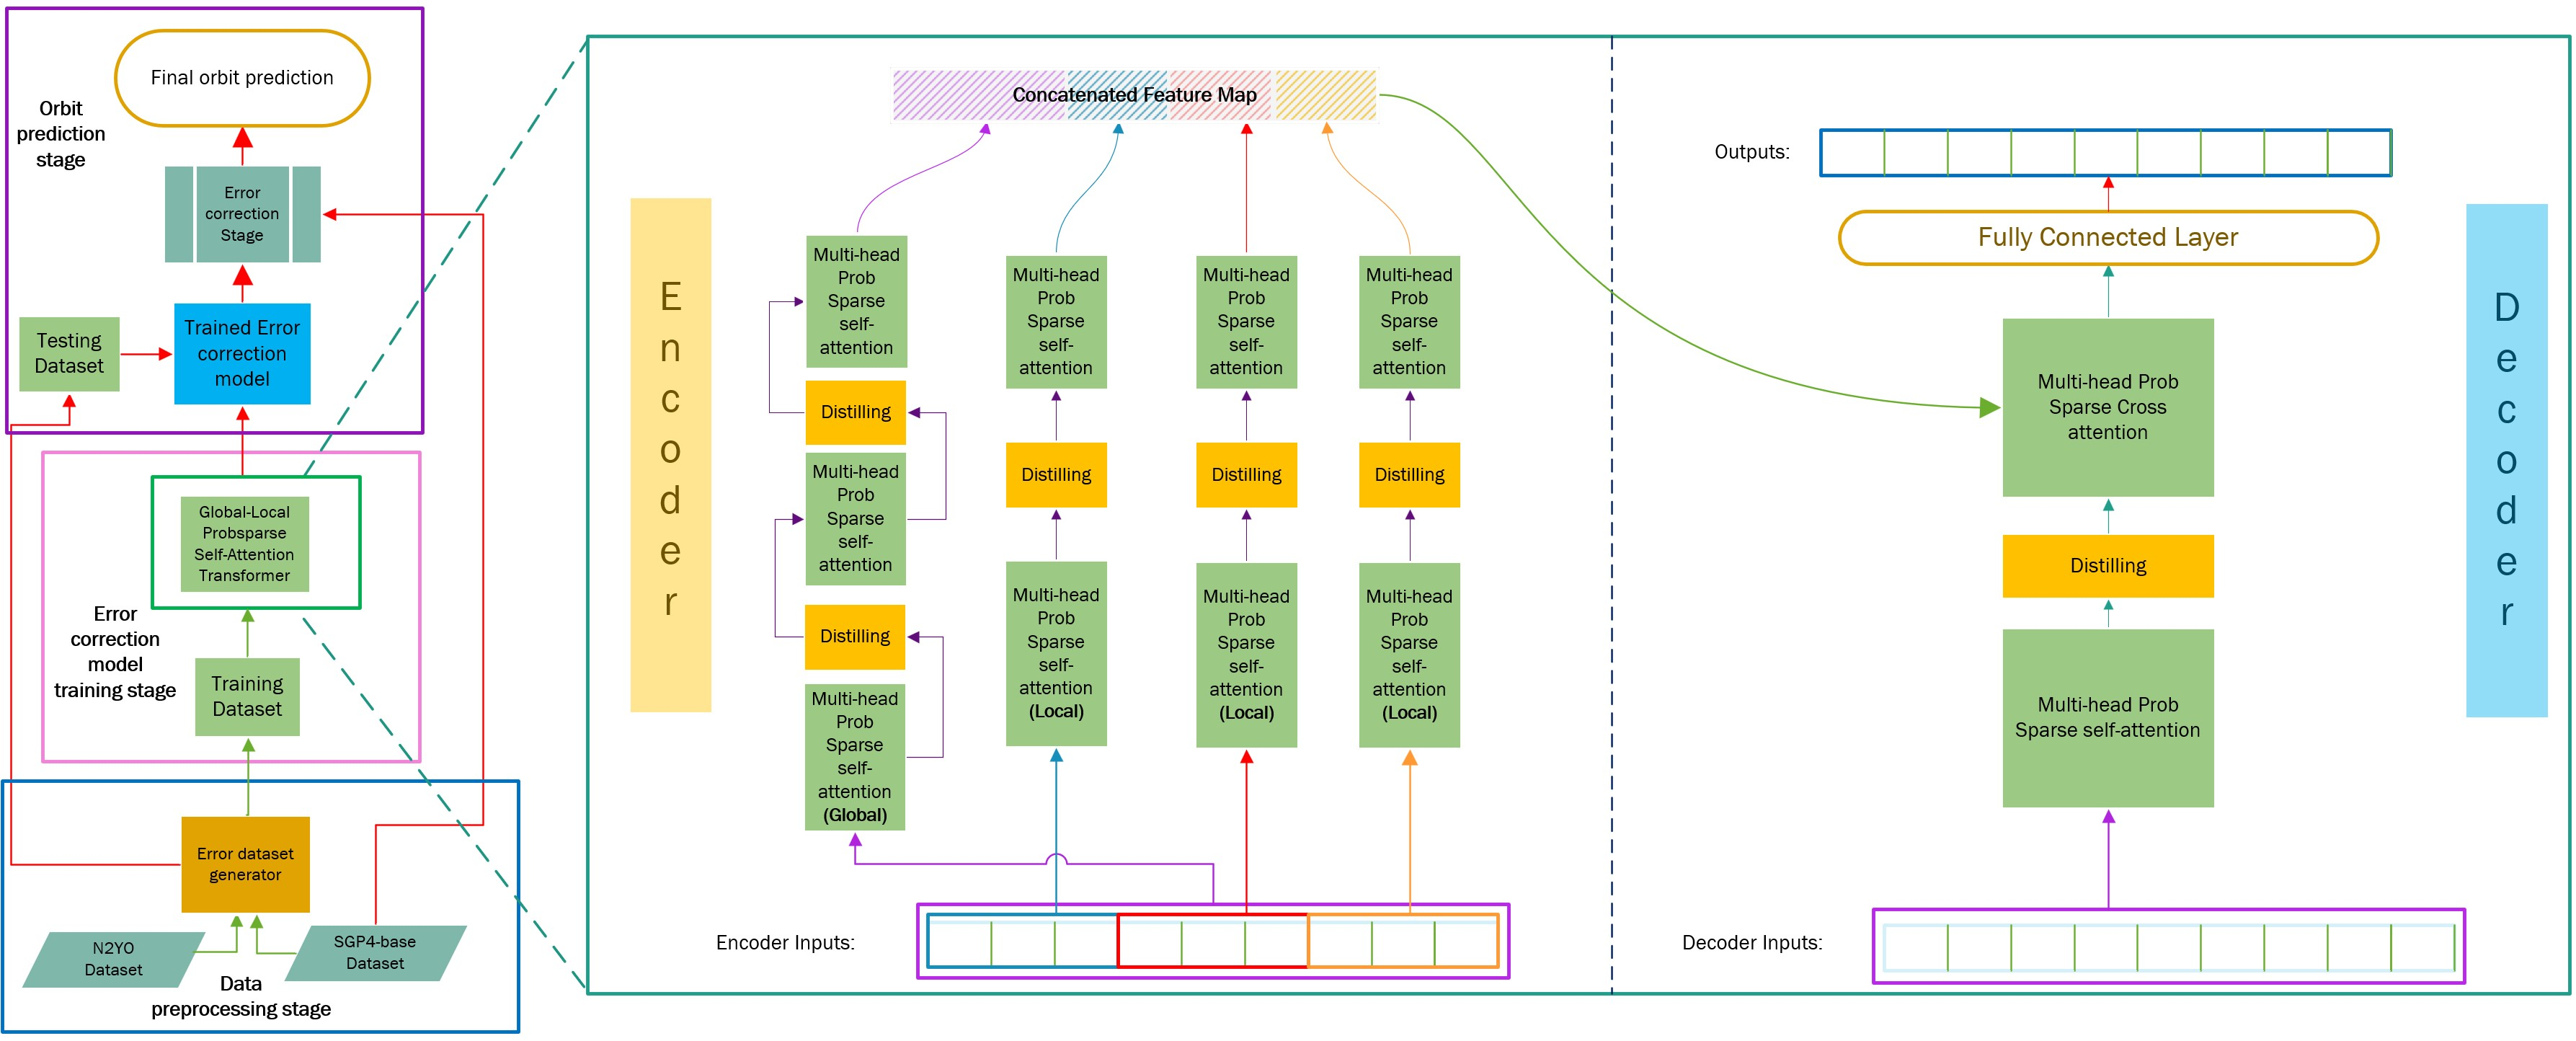 Final orbit prediction
Orbit
prediction
stage
Error
correction
Stage
Trained Error
correction
model
Testing
Dataset
Global-Local
Probsparse
Self-Attention
Transformer
Error
correction
model
training stage
Training
Dataset
Error dataset
generator
N2YO
Dataset
SGP4-base
Dataset
Data
preprocessing stage
Encoder
Concatenated Feature Map
Multi-head
Prob
Sparse
self-
attention
Distilling
Multi-head
Prob
Sparse
self-
attention
Distilling
Multi-head
Prob
Sparse
self-
attention
(Global)
Multi-head
Prob
Sparse
self-
attention
Distilling
Multi-head
Prob
Sparse
self-
attention
(Local)
Multi-head
Prob
Sparse
self-
attention
Distilling
Multi-head
Prob
Sparse
self-
attention
(Local)
Multi-head
Prob
Sparse
self-
attention
Distilling
Multi-head
Prob
Sparse
self-
attention
(Local)
Encoder Inputs:
Outputs:
Fully Connected Layer
Multi-head Prob
Sparse Cross
attention
Distilling
Multi-head Prob
Sparse self-attention
Decoder Inputs:
Decoder